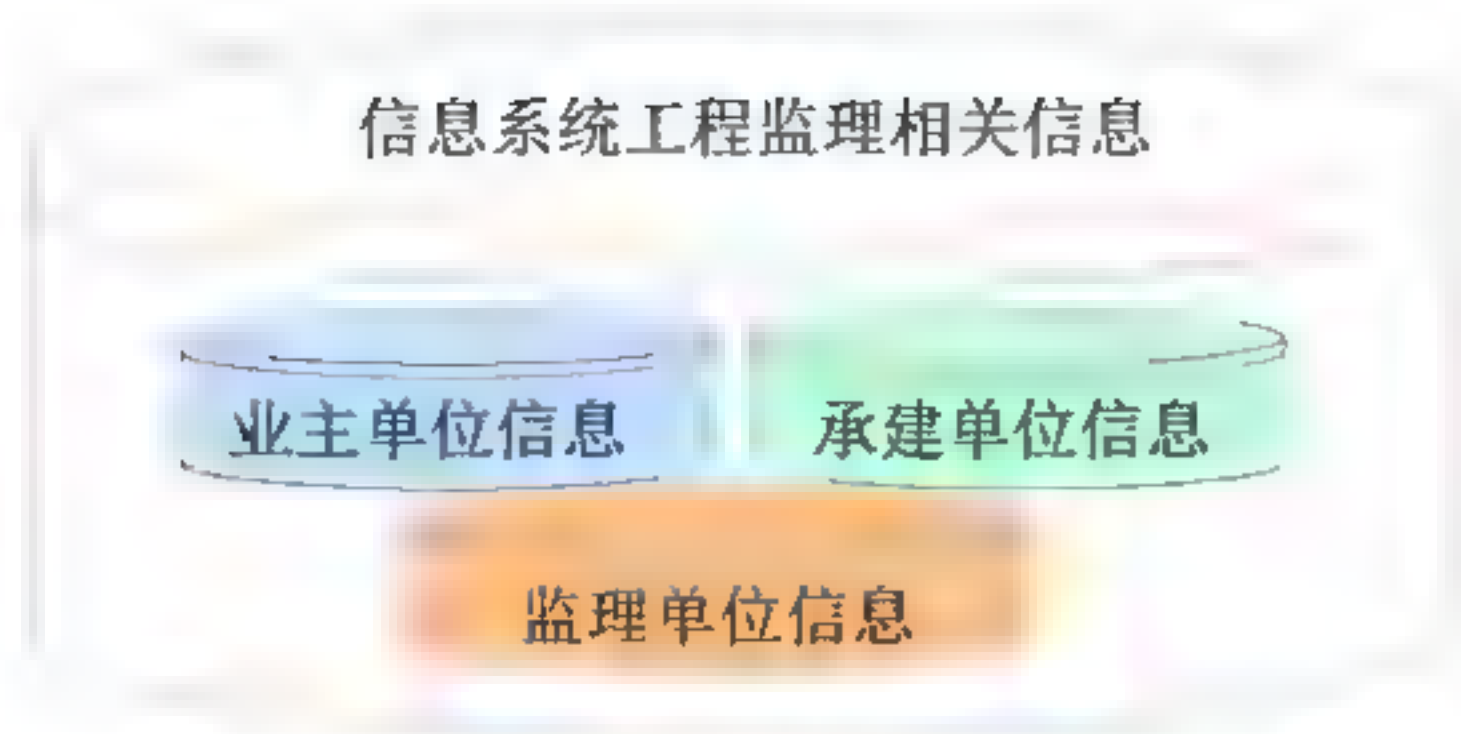 信息系统工程监理相关信息
业主单位信息
承建单位信息
监理单位信息